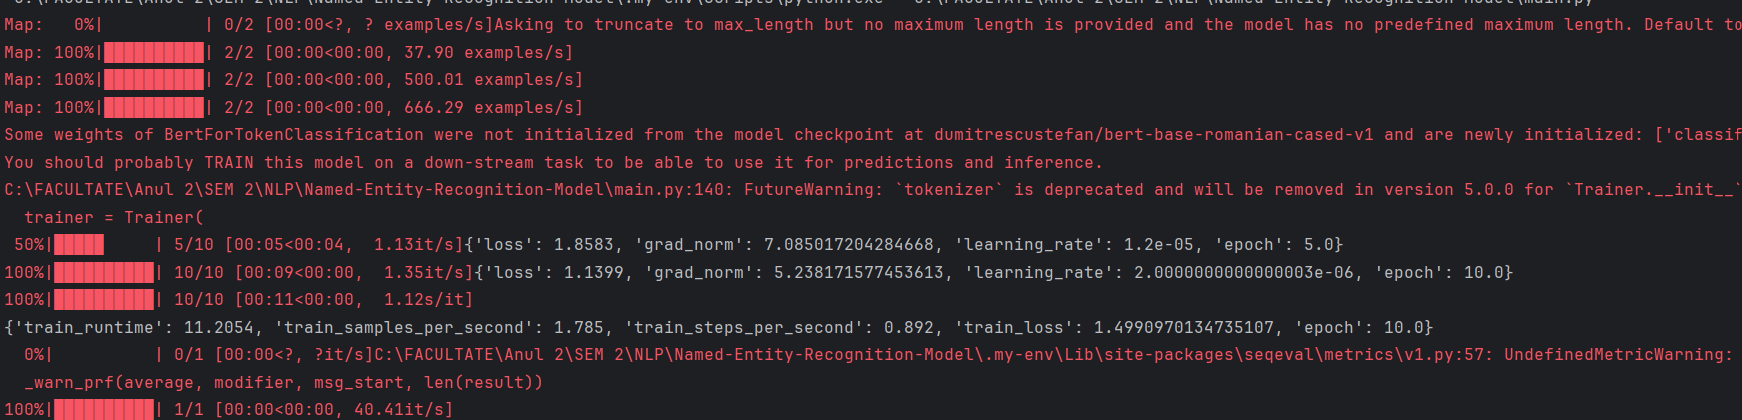 C:\FACULTATE\Anul 2\SEM 2\NLP\Named-Entity-Recognition-Model\.my-env\Scripts\python.exe C:\FACULTATE\Anul 2\SEM 2\NLP\Named-Entity-Recognition-Model\main.py
Map:   0%|          | 0/2 [00:00<?, ? examples/s]Asking to truncate to max_length but no maximum length is provided and the model has no predefined maximum length. Default to
Map: 100%|██████████| 2/2 [00:00<00:00, 37.90 examples/s]
Map: 100%|██████████| 2/2 [00:00<00:00, 500.01 examples/s]
Map: 100%|██████████| 2/2 [00:00<00:00, 666.29 examples/s]
Some weights of BertForTokenClassification were not initialized from the model checkpoint at dumitrescustefan/bert-base-romanian-cased-v1 and are newly initialized: ['classif
You should probably TRAIN this model on a down-stream task to be able to use it for predictions and inference.
C:\FACULTATE\Anul 2\SEM 2\NLP\Named-Entity-Recognition-Model\main.py:140: FutureWarning: `tokenizer` is deprecated and will be removed in version 5.0.0 for `Trainer.__init__`
  trainer = Trainer(
 50%|█████     | 5/10 [00:05<00:04,  1.13it/s]{'loss': 1.8583, 'grad_norm': 7.085017204284668, 'learning_rate': 1.2e-05, 'epoch': 5.0}
100%|██████████| 10/10 [00:09<00:00,  1.35it/s]{'loss': 1.1399, 'grad_norm': 5.238171577453613, 'learning_rate': 2.0000000000000003e-06, 'epoch': 10.0}
100%|██████████| 10/10 [00:11<00:00,  1.12s/it]
{'train_runtime': 11.2054, 'train_samples_per_second': 1.785, 'train_steps_per_second': 0.892, 'train_loss': 1.4990970134735107, 'epoch': 10.0}
  0%|          | 0/1 [00:00<?, ?it/s]C:\FACULTATE\Anul 2\SEM 2\NLP\Named-Entity-Recognition-Model\.my-env\Lib\site-packages\seqeval\metrics\v1.py:57: UndefinedMetricWarning:
  _warn_prf(average, modifier, msg_start, len(result))
100%|██████████| 1/1 [00:00<00:00, 40.41it/s]